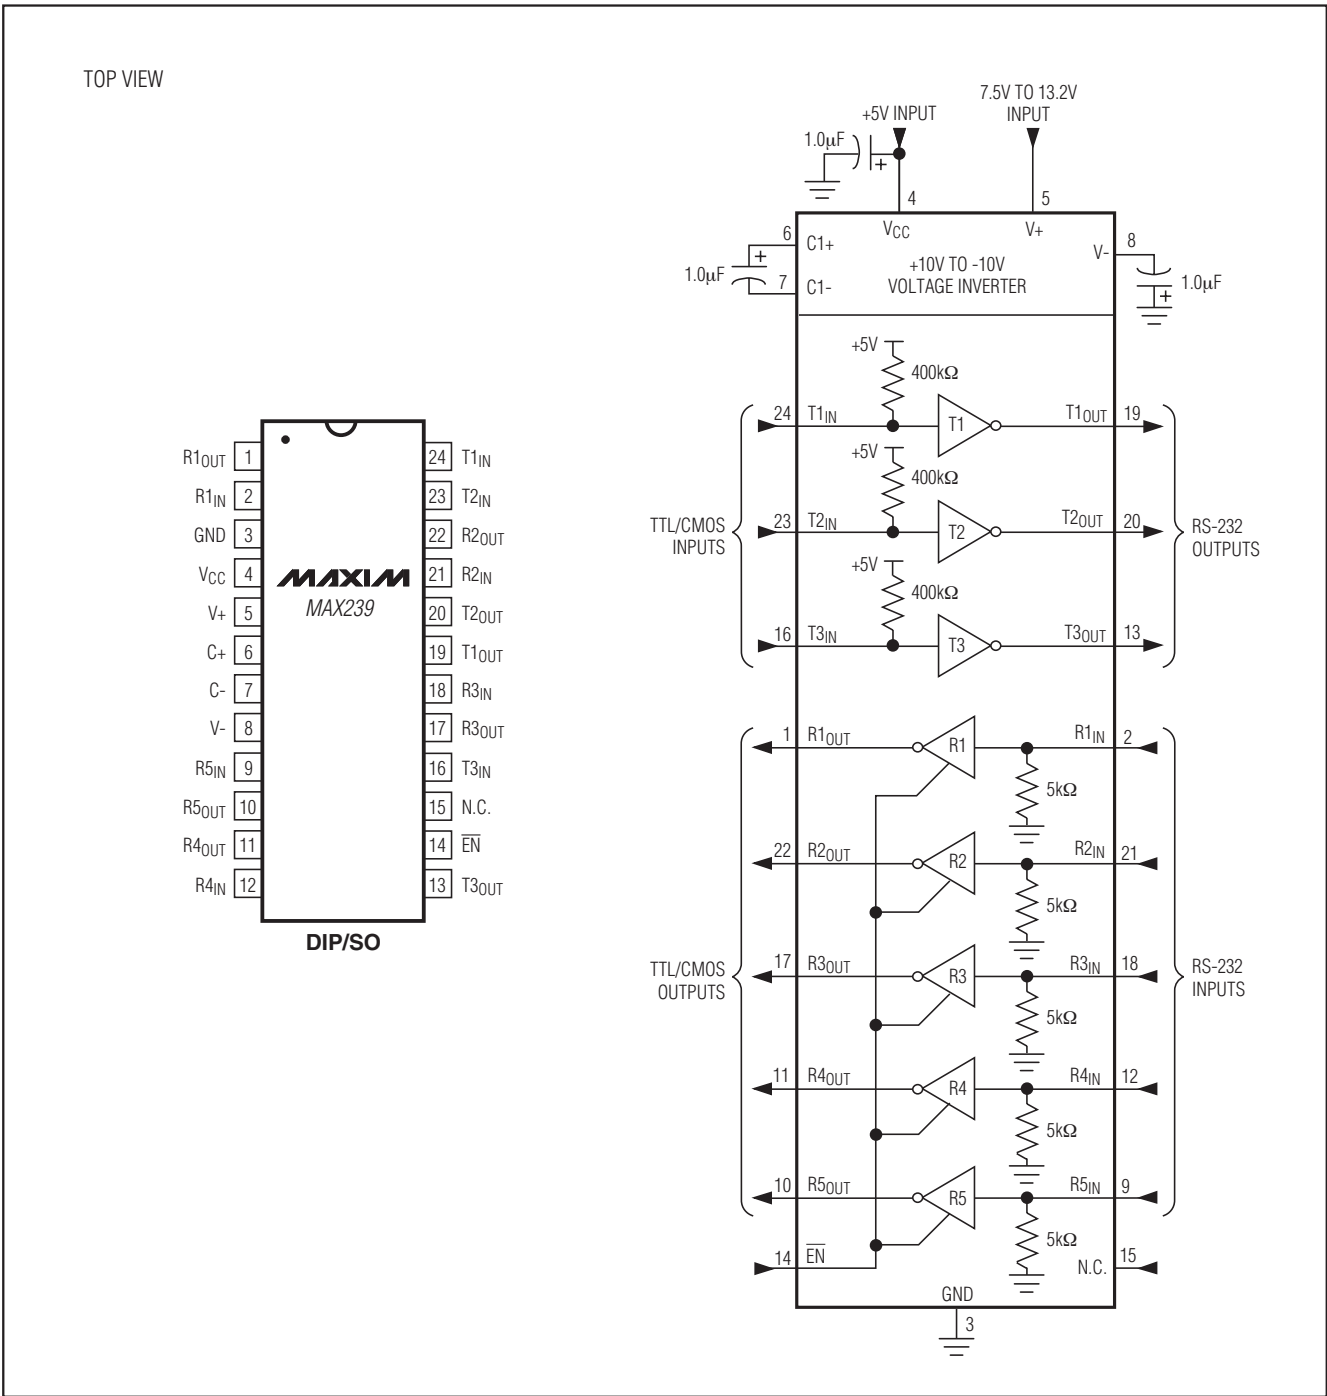 TOP VIEW
R1OUT 1
R1IN 2
GND 3
VCC 4
V+ 5
C+ 6
C- 7
V- 8
R5IN 9
R5OUT 10
R4OUT 11
R4IN 12
24 T1IN
23 T2IN
22 R2OUT
21 R2IN
20 T2OUT
19 T1OUT
18 R3IN
17 R3OUT
16 T3IN
15 N.C.
14 EN
13 T3OUT
MAXIM
MAX239
DIP/SO
+5V INPUT
7.5V TO 13.2V
INPUT
1.0µF
+
4
5
VCC
V+
6
C1+
+
1.0µF
7
C1-
+10V TO -10V
VOLTAGE INVERTER
V-
8
1.0µF
+
+5V
400kΩ
24 T1IN
T1
T1OUT 19
+5V
400kΩ
23 T2IN
T2
T2OUT 20
+5V
400kΩ
16 T3IN
T3
T3OUT 13
TTL/CMOS
INPUTS
RS-232
OUTPUTS
1 R1OUT
R1
R1IN 2
5kΩ
22 R2OUT
R2
R2IN 21
5kΩ
17 R3OUT
R3
R3IN 18
5kΩ
TTL/CMOS
OUTPUTS
RS-232
INPUTS
11 R4OUT
R4
R4IN 12
5kΩ
10 R5OUT
R5
R5IN 9
5kΩ
14 EN
N.C. 15
GND
3